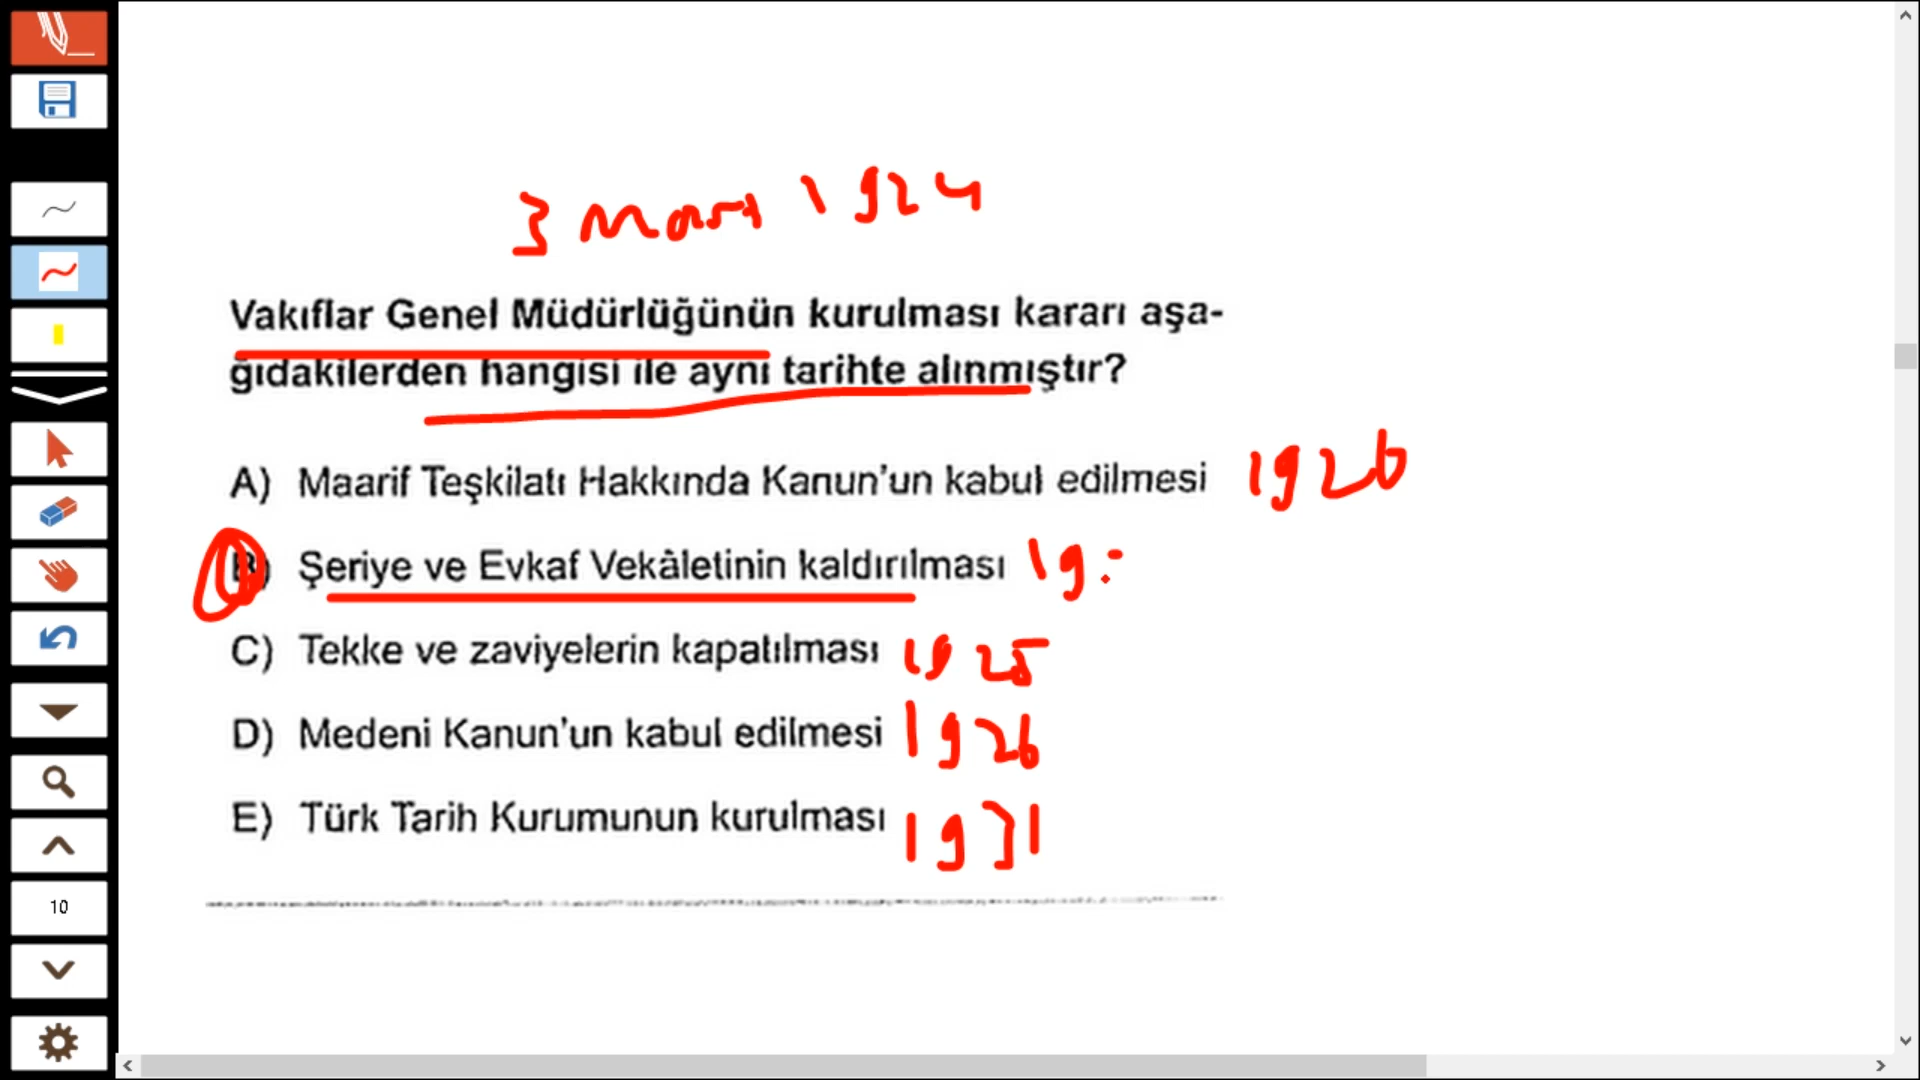 3 Mart 1924
Vakıflar Genel Müdürlüğünün kurulması kararı aşa-
ğıdakilerden hangisi ile aynı tarihte alınmıştır?
A) Maarif Teşkilatı Hakkında Kanun'un kabul edilmesi 1926
B) Şeriye ve Evkaf Vekâletinin kaldırılması 19
C) Tekke ve zaviyelerin kapatılması 1925
D) Medeni Kanun'un kabul edilmesi 1926
E) Türk Tarih Kurumunun kurulması 1931
10